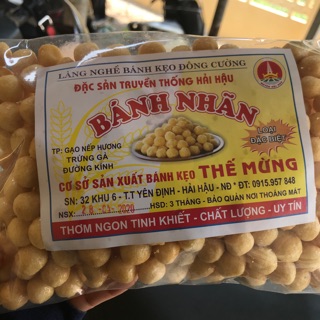 LÀNG NGHỀ BÁNH KẸO ĐÔNG CƯỜNG
ĐẶC SẢN TRUYỀN THỐNG HẢI HẬU
BÁNH NHÃN
LOẠI
ĐẶC BIỆT
TP: GẠO NẾP HƯƠNG
TRỨNG GÀ
ĐƯỜNG KÍNH
CƠ SỞ SẢN XUẤT BÁNH KẸO THẾ MỪNG
SN: 32 KHU 6 - T.T YÊN ĐỊNH - HẢI HẬU - NĐ * ĐT: 0915.957 848
NSX: 28 -03- 2020 HSD: 3 THÁNG - BẢO QUẢN NƠI THOÁNG MÁT
THƠM NGON TINH KHIẾT - CHẤT LƯỢNG - UY TÍN